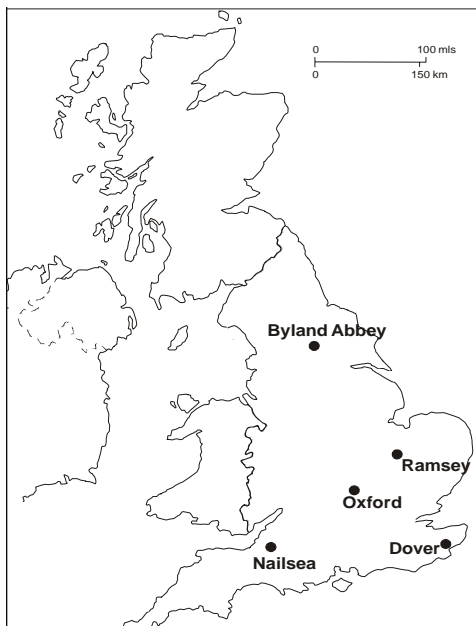 0 100 mls
0 150 km
Byland Abbey
Ramsey
Oxford
Dover
Nailsea